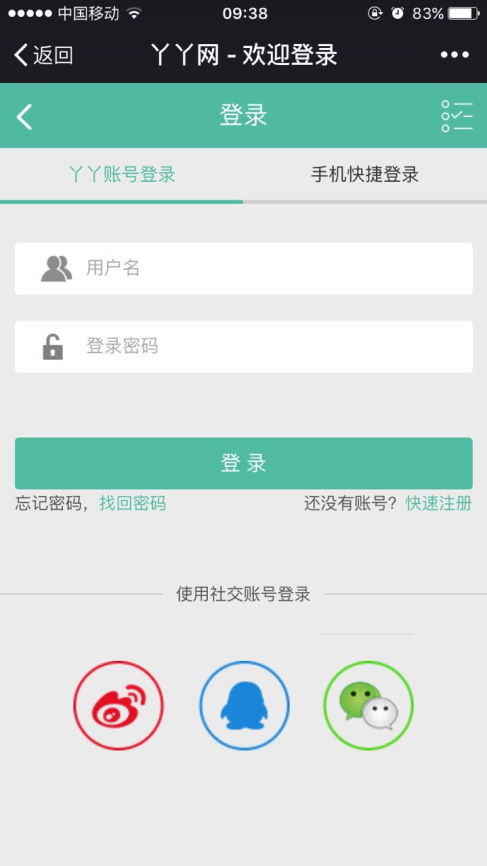 中国移动 09:38 83%
返回 丫丫网 - 欢迎登录
登录
丫丫账号登录 手机快捷登录
用户名
登录密码
登 录
忘记密码，找回密码 还没有账号？快速注册
使用社交账号登录